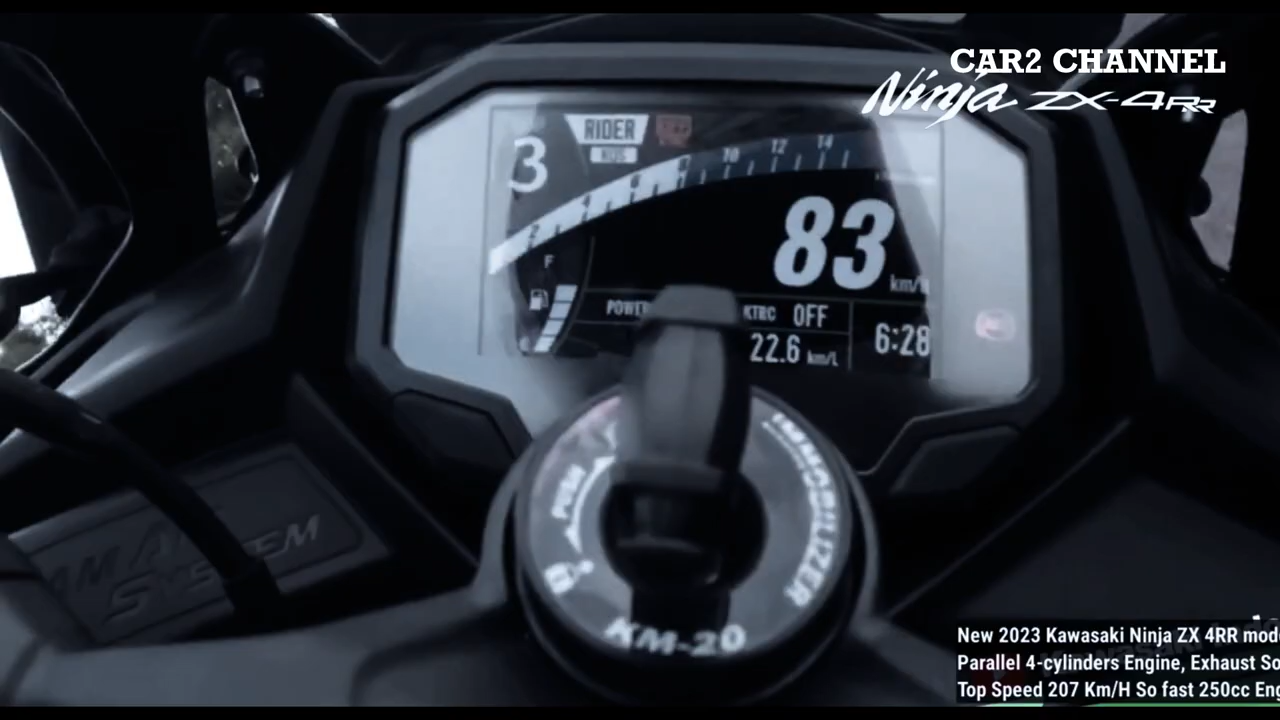 CAR2 CHANNEL
Ninja ZX-4RR
RIDER
3
10 12 14
83
km/h
F
POWER
KTRC OFF
22.6 km/L
6:28
IMMOBILIZER
PUSH
KM-20
New 2023 Kawasaki Ninja ZX 4RR mod
Parallel 4-cylinders Engine, Exhaust So
Top Speed 207 Km/H So fast 250cc Eng